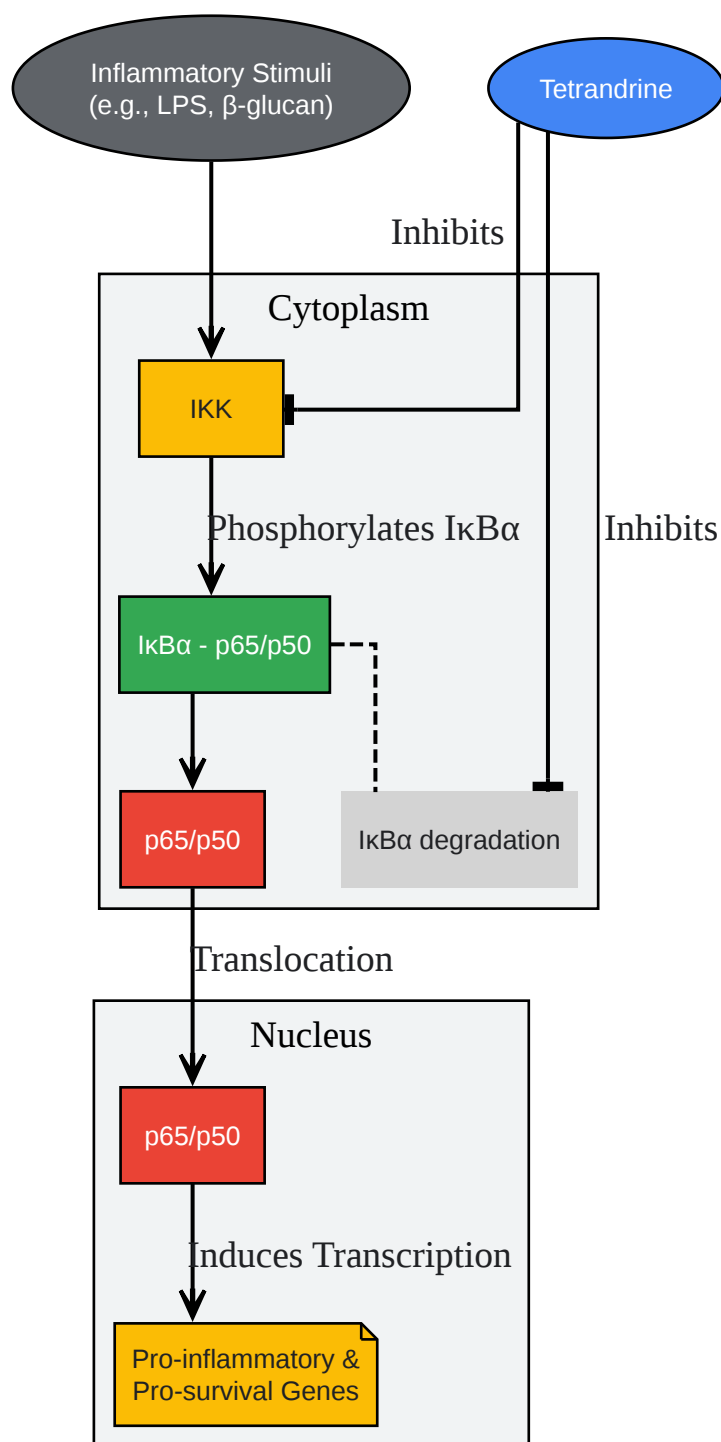 Inflammatory Stimuli
(e.g., LPS, β-glucan)
Tetrandrine
Inhibits
Cytoplasm
IKK
Phosphorylates IκBα
Inhibits
IκBα - p65/p50
p65/p50
IκBα degradation
Translocation
Nucleus
p65/p50
Induces Transcription
Pro-inflammatory &
Pro-survival Genes